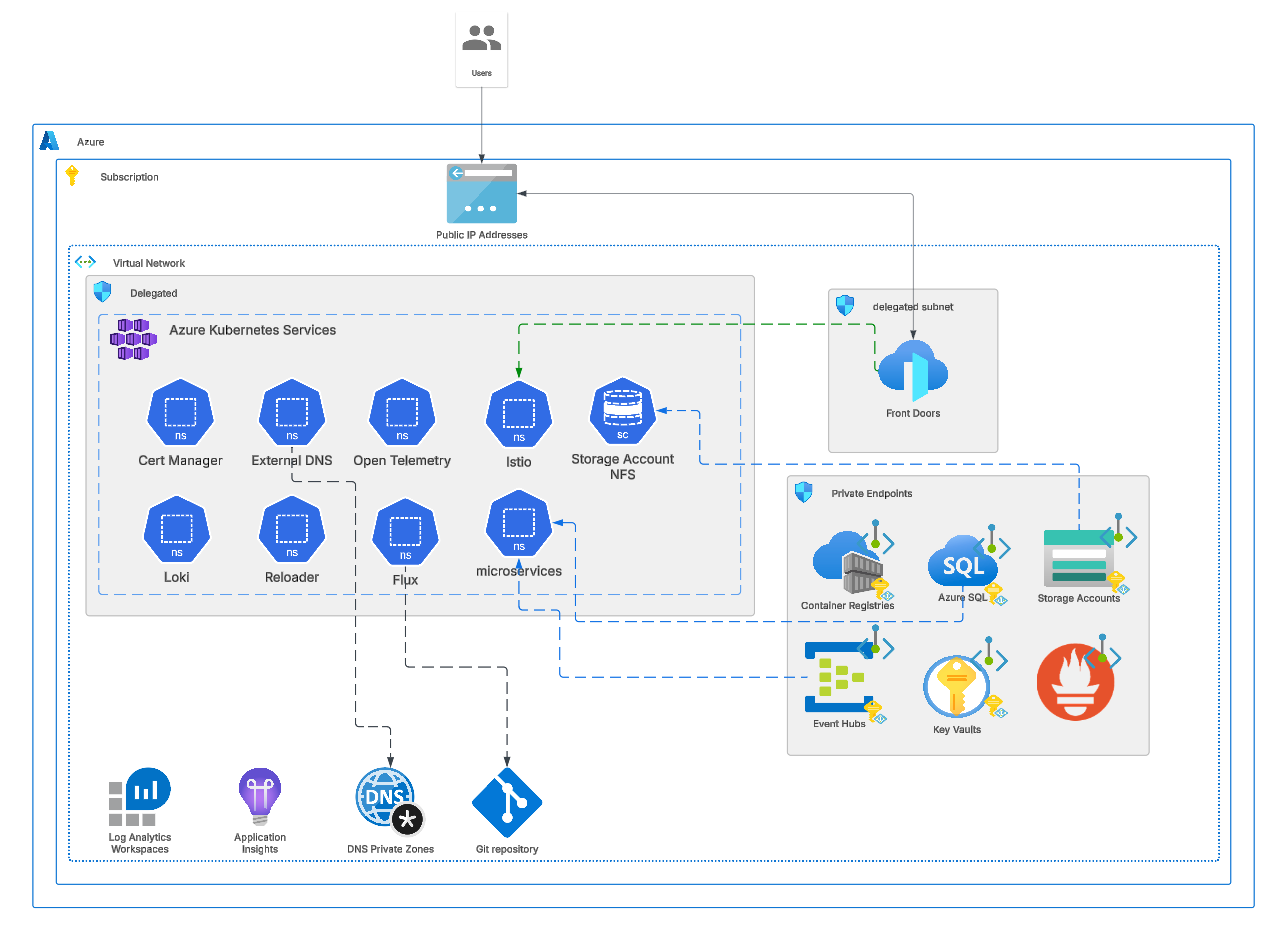 Users
Azure
Subscription
Public IP Addresses
Virtual Network
Delegated
delegated subnet
Azure Kubernetes Services
Front Doors
ns
ns
ns
ns
sc
Cert Manager
External DNS
Open Telemetry
Istio
Storage Account
NFS
Private Endpoints
ns
ns
ns
ns
Loki
Reloader
Flux
microservices
SQL
Container Registries
Azure SQL
Storage Accounts
Event Hubs
Key Vaults
DNS
Log Analytics
Workspaces
Application
Insights
DNS Private Zones
Git repository